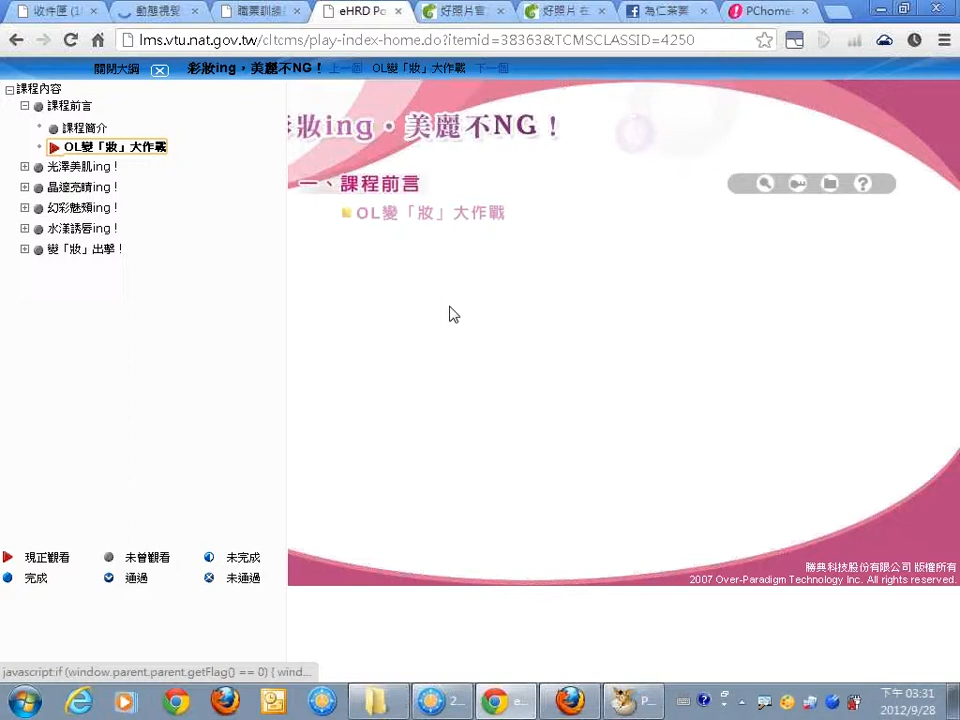 收件匣 (1
動態視髮
職業訓練
eHRD Po
好照片官
好照片 在
為仁茶業
PChome
lms.vtu.nat.gov.tw/cltcms/play-index-home.do?itemid=38363&TCMSCLASSID=4250
關閉大綱 彩妝ing，美麗不NG！ 上一個 OL變「妝」大作戰 下一個
課程內容
課程前言
課程簡介
OL變「妝」大作戰
光澤美肌ing！
晶燦亮睛ing！
幻彩魅頰ing！
水漾誘唇ing！
變「妝」出擊！
彩妝ing·美麗不NG！
一、課程前言
OL變「妝」大作戰
現正觀看 未曾觀看 未完成
完成 通過 未通過
勝典科技股份有限公司 版權所有
2007 Over-Paradigm Technology Inc. All rights reserved.
javascript:if (window.parent.parent.getFlag() == 0) { wind...
2...
e...
P...
下午 03:31
2012/9/28